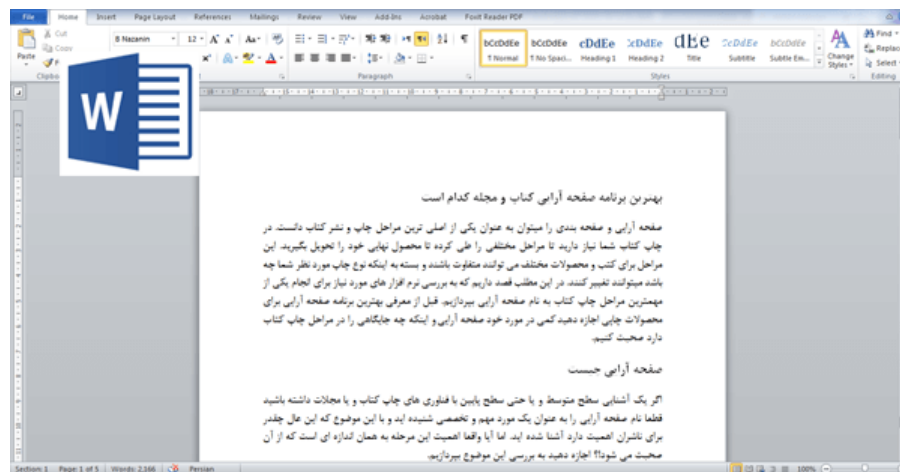 File Home Insert Page Layout References Mailings Review View Add-Ins Acrobat Foxit Reader PDF
Cut
Copy
Paste
B Nazanin 12
Paragraph
bCcDdEe bCcDdEe cDdEe DdEe dEe CcDdEe bCcDdEe
1 Normal 1 No Spaci... Heading 1 Heading 2 Title Subtitle Subtle Em...
Styles
Change Styles
Find
Replac
Select
Editing
W
بهترین برنامه صفحه آرایی کتاب و مجله کدام است
صفحه آرایی و صفحه بندی را میتوان به عنوان یکی از اصلی ترین مراحل چاپ و نشر کتاب دانست. در
چاپ کتاب شما نیاز دارید تا مراحل مختلفی را طی کرده تا محصول نهایی خود را تحویل بگیرید. این
مراحل برای کتب و محصولات مختلف می توانند متفاوت باشند و بسته به اینکه نوع چاپ مورد نظر شما چه
باشد میتوانند تغییر کنند. در این مطلب قصد داریم که به بررسی نرم افزار های مورد نیاز برای انجام یکی از
مهمترین مراحل چاپ کتاب به نام صفحه آرایی بپردازیم. قبل از معرفی بهترین برنامه صفحه آرایی برای
محصولات چاپی اجازه دهید کمی در مورد خود صفحه آرایی و اینکه چه جایگاهی را در مراحل چاپ کتاب
دارد صحبت کنیم.
صفحه آرایی چیست
اگر یک آشنایی سطح متوسط و یا حتی سطح پایین با فناوری های چاپ کتاب و یا مجلات داشته باشید
قطعا نام صفحه آرایی را به عنوان یک مورد مهم و تخصصی شنیده اید و با این موضوع که این عال چقدر
برای ناشران اهمیت دارد آشنا شده اید. اما آیا واقعا اهمیت این مرحله به همان اندازه ای است که از آن
صحبت می شود؟! اجازه دهید به بررسی این موضوع بپردازیم.
Section: 1 Page: 1 of 5 Words: 2,166 Persian 100%